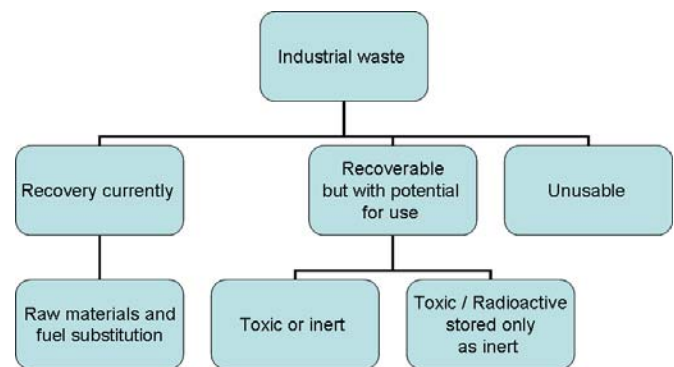 Industrial waste
Recovery currently
Recoverable
but with potential
for use
Unusable
Raw materials and
fuel substitution
Toxic or inert
Toxic / Radioactive
stored only
as inert